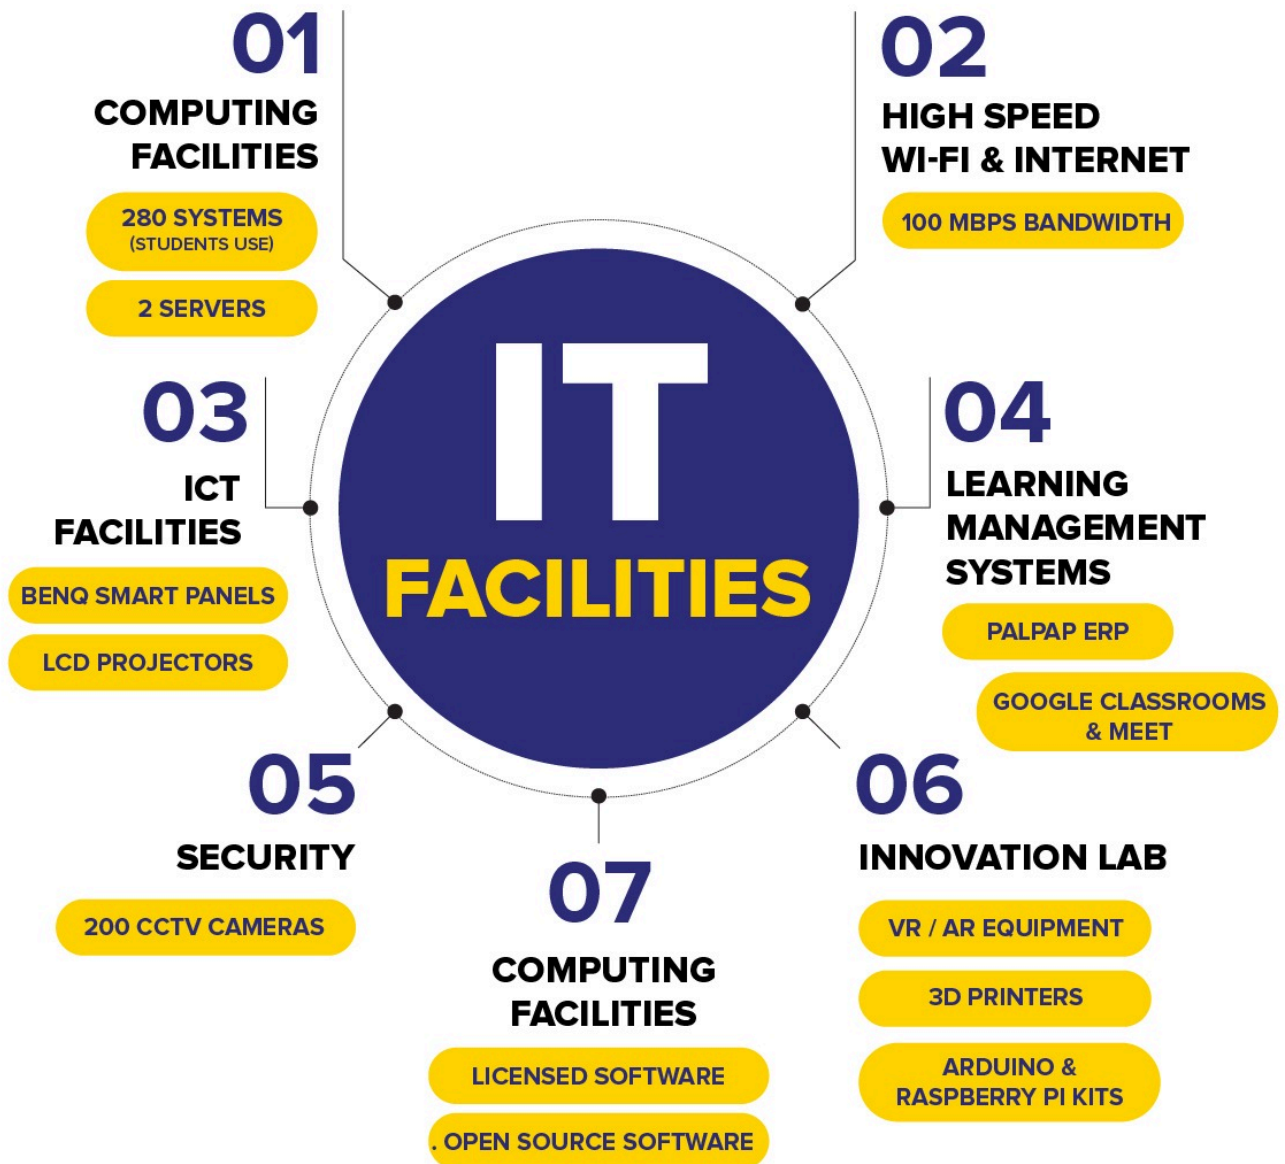 01
COMPUTING
FACILITIES
280 SYSTEMS
(STUDENTS USE)
2 SERVERS
02
HIGH SPEED
WI-FI & INTERNET
100 MBPS BANDWIDTH
IT
FACILITIES
03
ICT
FACILITIES
BENQ SMART PANELS
LCD PROJECTORS
04
LEARNING
MANAGEMENT
SYSTEMS
PALPAP ERP
GOOGLE CLASSROOMS
& MEET
05
SECURITY
200 CCTV CAMERAS
06
INNOVATION LAB
VR / AR EQUIPMENT
3D PRINTERS
ARDUINO &
RASPBERRY PI KITS
07
COMPUTING
FACILITIES
LICENSED SOFTWARE
. OPEN SOURCE SOFTWARE